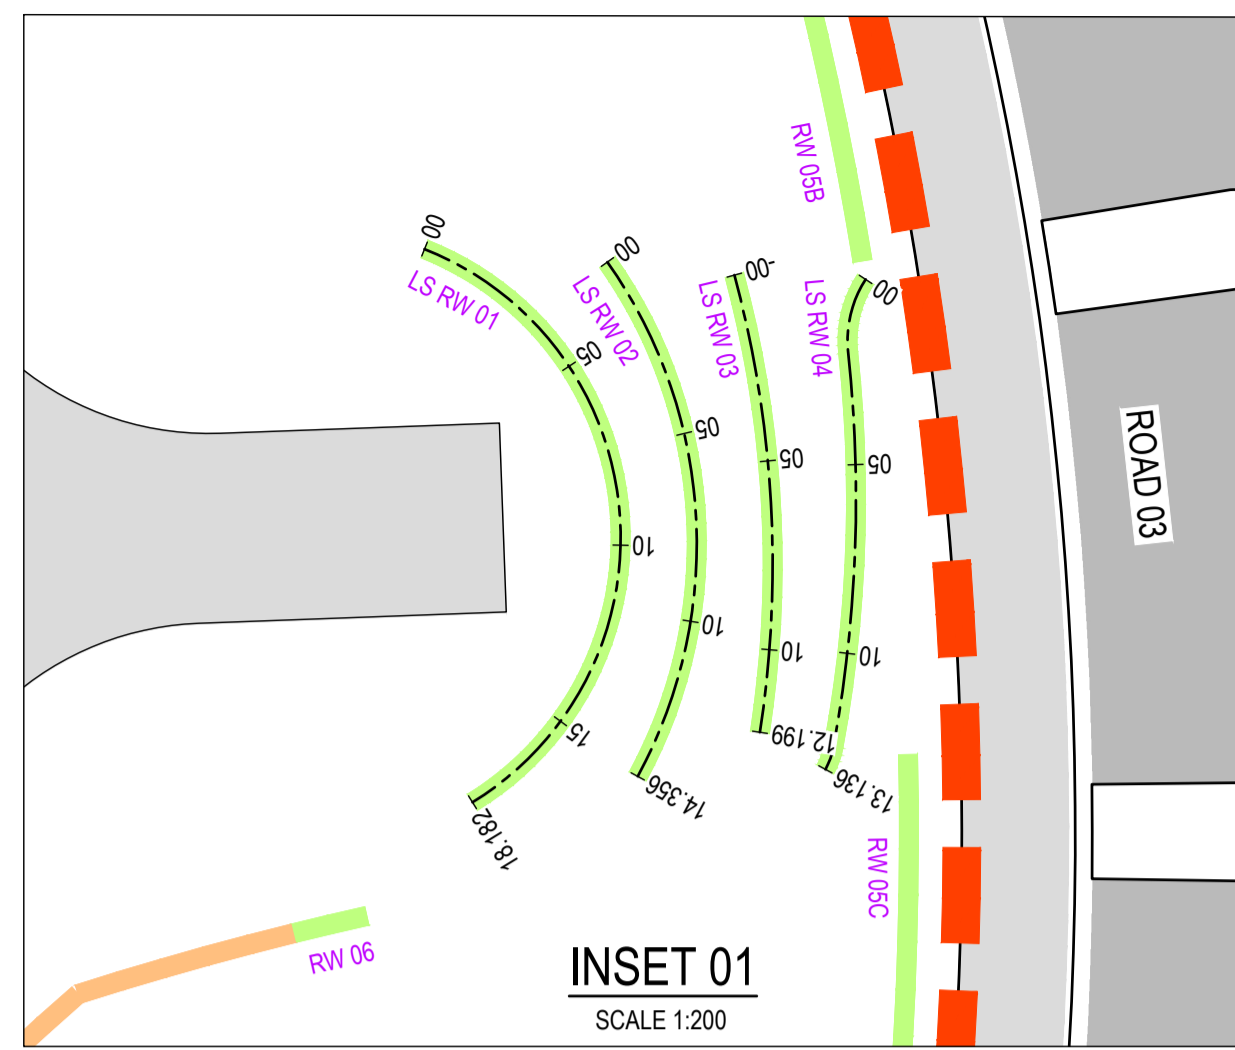 RW 05B
00
LS RW 01
05
10
15
18.182
00
LS RW 02
05
10
14.356
-00
LS RW 03
05
10
12.199
00
LS RW 04
05
10
13.136
ROAD 03
RW 05C
RW 06
INSET 01
SCALE 1:200